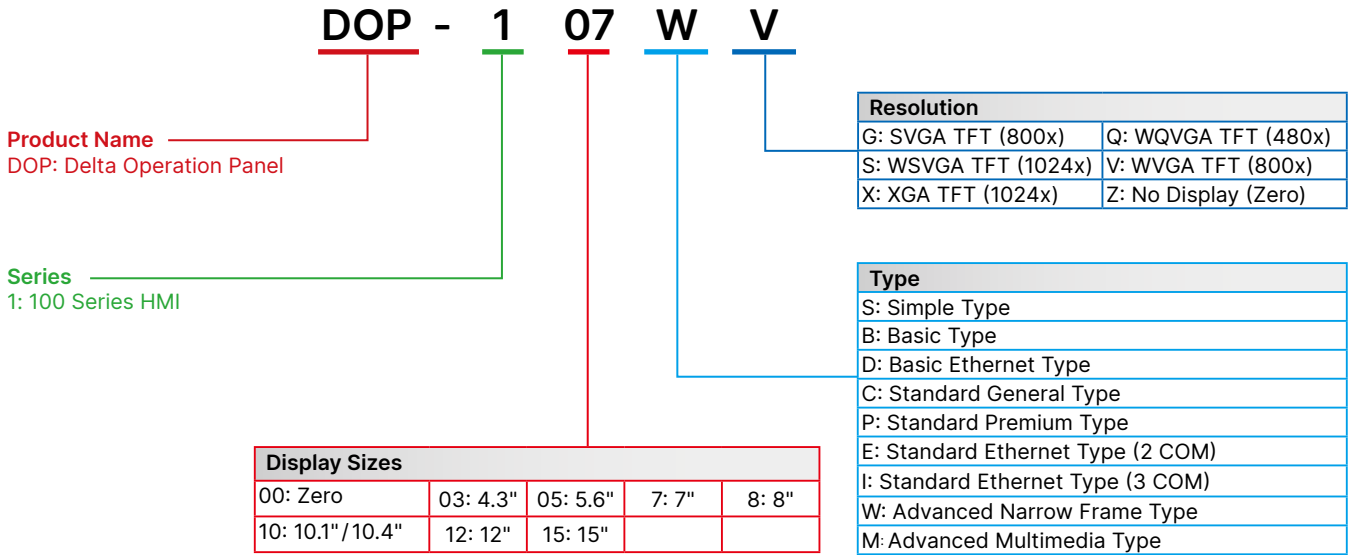 DOP - 1 07 W V
Product Name
DOP: Delta Operation Panel
Series
1: 100 Series HMI
Resolution
G: SVGA TFT (800x) Q: WQVGA TFT (480x)
S: WSVGA TFT (1024x) V: WVGA TFT (800x)
X: XGA TFT (1024x) Z: No Display (Zero)
Type
S: Simple Type
B: Basic Type
D: Basic Ethernet Type
C: Standard General Type
P: Standard Premium Type
E: Standard Ethernet Type (2 COM)
I: Standard Ethernet Type (3 COM)
W: Advanced Narrow Frame Type
M: Advanced Multimedia Type
Display Sizes
00: Zero 03: 4.3" 05: 5.6" 7: 7" 8: 8"
10: 10.1"/10.4" 12: 12" 15: 15"